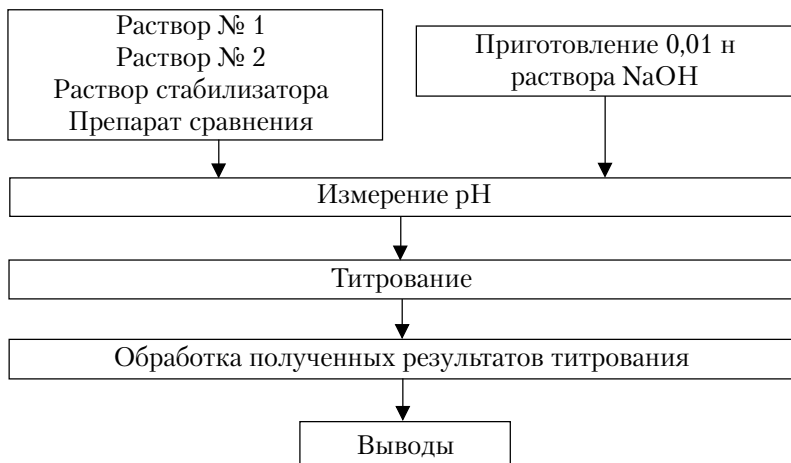 Раствор № 1
Раствор № 2
Раствор стабилизатора
Препарат сравнения
Приготовление 0,01 н
раствора NaOH
Измерение pH
Титрование
Обработка полученных результатов титрования
Выводы